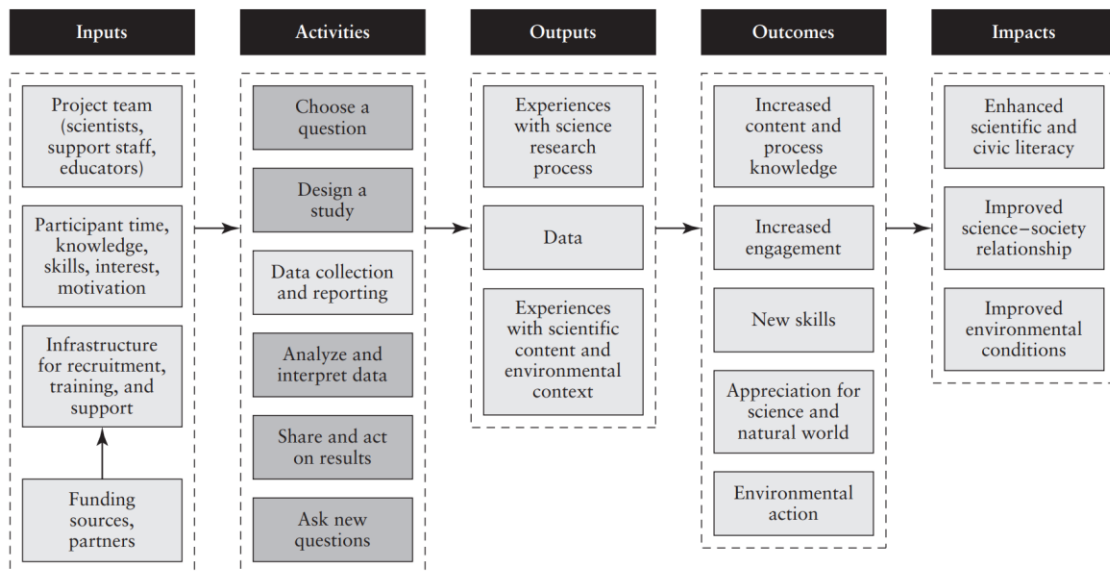 Inputs
Project team
(scientists,
support staff,
educators)
Participant time,
knowledge,
skills, interest,
motivation
Infrastructure
for recruitment,
training, and
support
Funding
sources,
partners
Activities
Choose a
question
Design a
study
Data collection
and reporting
Analyze and
interpret data
Share and act
on results
Ask new
questions
Outputs
Experiences
with science
research
process
Data
Experiences
with scientific
content and
environmental
context
Outcomes
Increased
content and
process
knowledge
Increased
engagement
New skills
Appreciation for
science and
natural world
Environmental
action
Impacts
Enhanced
scientific and
civic literacy
Improved
science–society
relationship
Improved
environmental
conditions